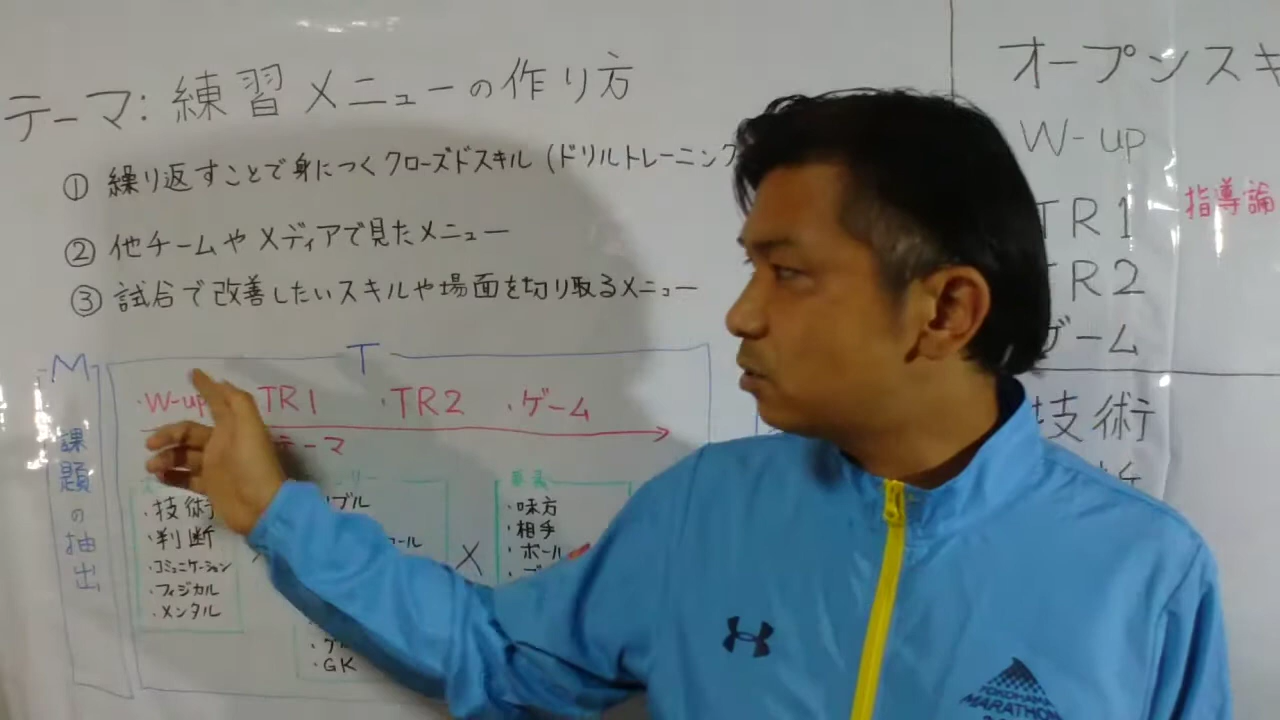 テーマ:練習メニューの作り方
① 繰り返すことで身につくクローズドスキル(ドリルトレーニング
② 他チームやメディアで見たメニュー
③ 試合で改善したいスキルや場面を切り取るメニュー
M
課題の抽出
T
・W-up
TR1
・TR2
・ゲーム
テーマ
・技術
・判断
・コミュニケーション
・フィジカル
・メンタル
×
・GK
・味方
・相手
・ボール
オープンスキ
W-up
TR1
指導論
TR2
ゲーム
技術
YOKOHAMA
MARATHON